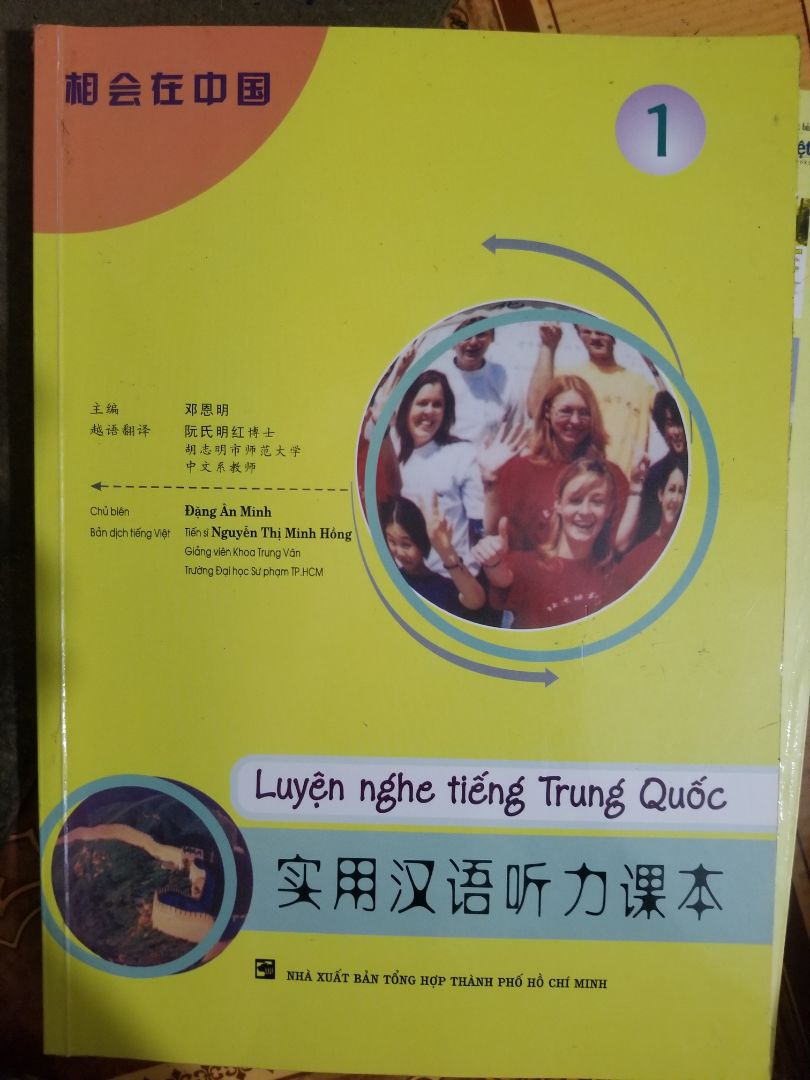 相会在中国
1
主编 邓恩明
越语翻译 阮氏明红博士
胡志明市师范大学
中文系教师
Chủ biên Đặng Ân Minh
Bản dịch tiếng Việt Tiến sĩ Nguyễn Thị Minh Hồng
Giảng viên Khoa Trung Văn
Trường Đại học Sư phạm TP.HCM
Luyện nghe tiếng Trung Quốc
实用汉语听力课本
NHÀ XUẤT BẢN TỔNG HỢP THÀNH PHỐ HỒ CHÍ MINH